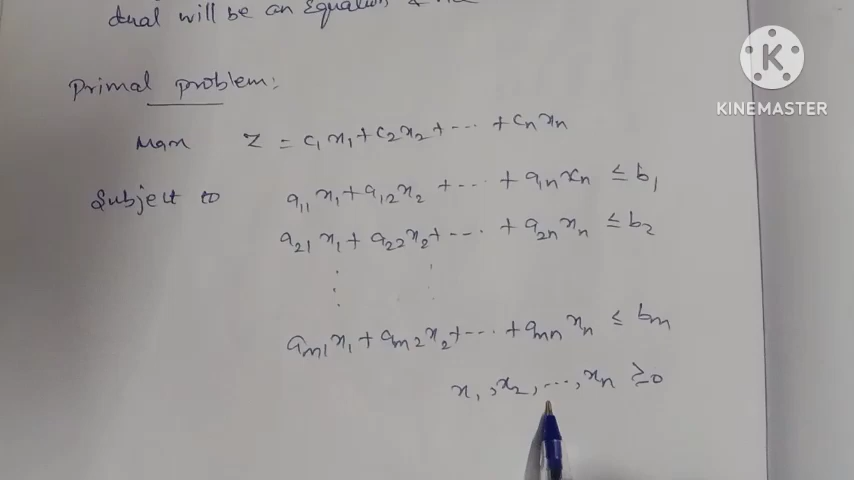 dual will be an Equation &
K
KINEMASTER
Primal problem:
Max Z = c₁x₁ + c₂x₂ + --- + cₙxₙ
Subject to a₁₁x₁ + a₁₂x₂ + --- + a₁ₙxₙ ≤ b₁
a₂₁x₁ + a₂₂x₂ + --- + a₂ₙxₙ ≤ b₂
⋮ ⋮
aₘ₁x₁ + aₘ₂x₂ + --- + aₘₙxₙ ≤ bₘ
x₁, x₂, ---, xₙ ≥ 0